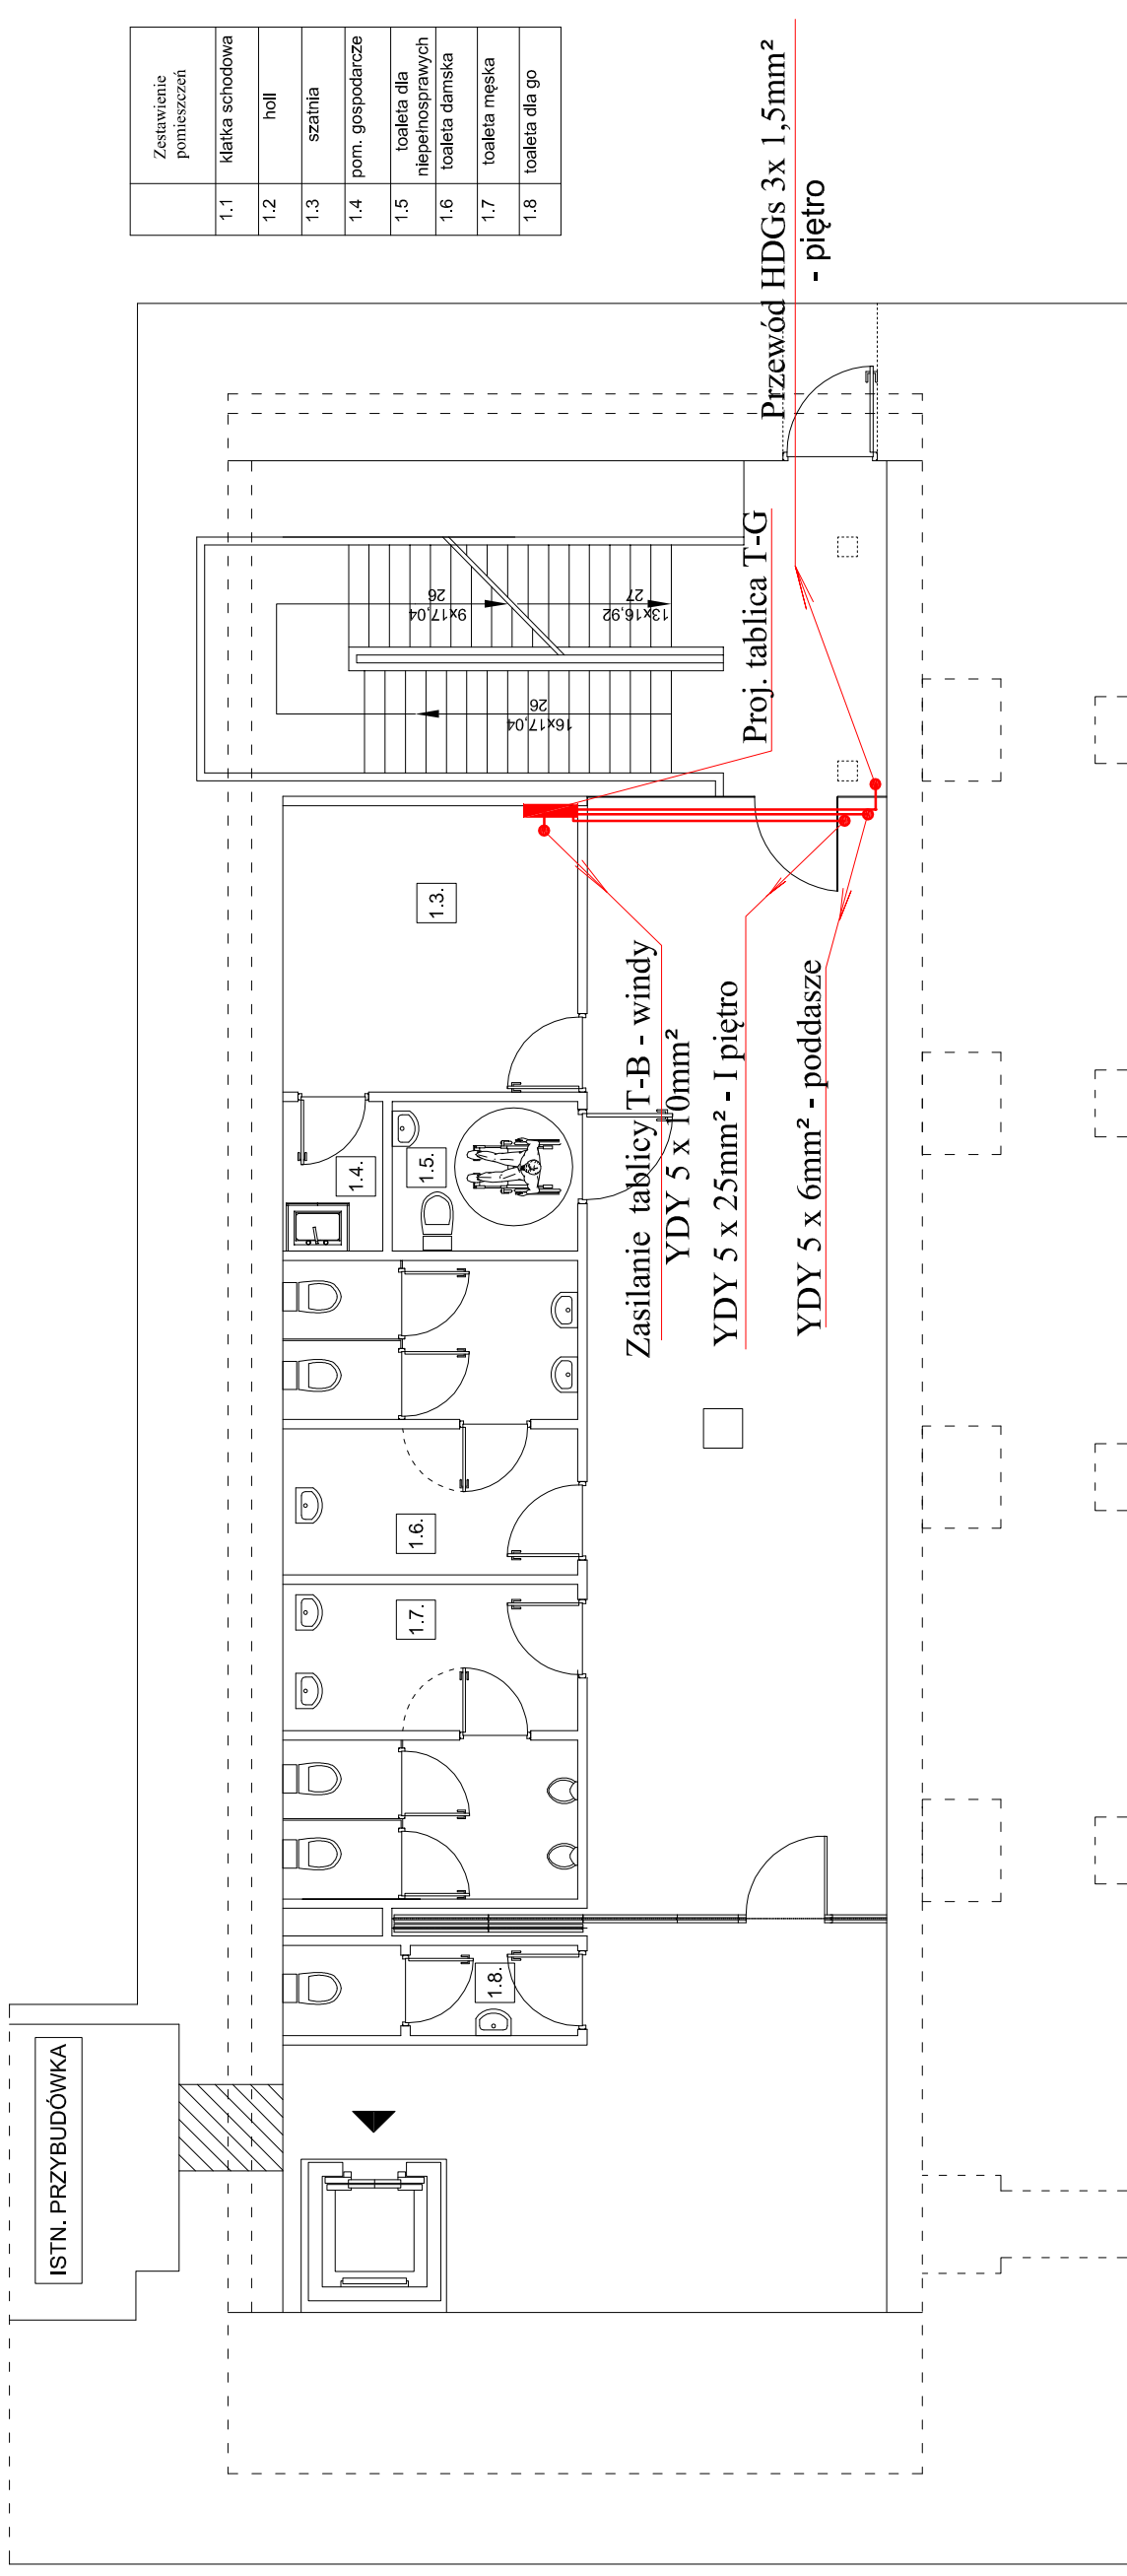 Zestawienie
pomieszczeń
1.1 klatka schodowa
1.2 holl
1.3 szatnia
1.4 pom. gospodarcze
1.5 toaleta dla
niepełnosprawych
1.6 toaleta damska
1.7 toaleta męska
1.8 toaleta dla go
Przewód HDGs 3x 1,5mm²
- piętro
Proj. tablica T-G
9x17,04
26
13x16,92
27
16x17,04
26
1.3.
1.4.
1.5.
Zasilanie tablicy T-B - windy
YDY 5 x 10mm²
YDY 5 x 25mm² - I piętro
YDY 5 x 6mm² - poddasze
1.6.
1.7.
1.8.
ISTN. PRZYBUDÓWKA